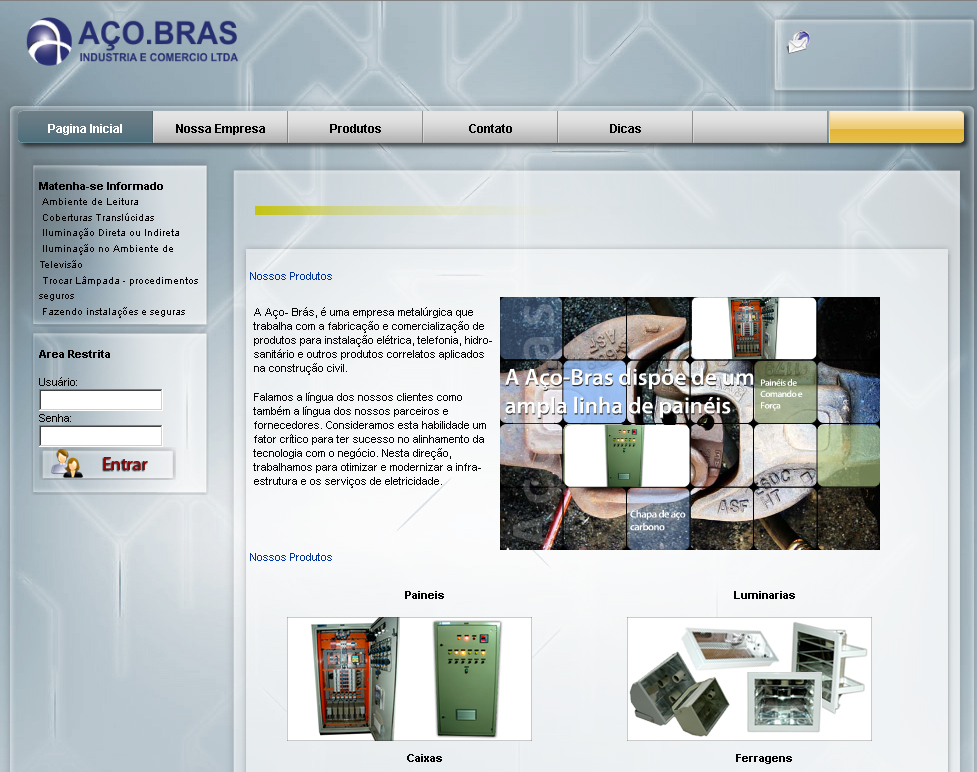 AÇO.BRAS
INDUSTRIA E COMERCIO LTDA
Pagina Inicial
Nossa Empresa
Produtos
Contato
Dicas
Matenha-se Informado
Ambiente de Leitura
Coberturas Translúcidas
Iluminação Direta ou Indireta
Iluminação no Ambiente de
Televisão
Trocar Lâmpada - procedimentos
seguros
Fazendo instalações e seguras
Area Restrita
Usuário:
Senha:
Entrar
Nossos Produtos
A Aço- Brás, é uma empresa metalúrgica que
trabalha com a fabricação e comercialização de
produtos para instalação elétrica, telefonia, hidro-
sanitário e outros produtos correlatos aplicados
na construção civil.
Falamos a língua dos nossos clientes como
também a língua dos nossos parceiros e
fornecedores. Consideramos esta habilidade um
fator crítico para ter sucesso no alinhamento da
tecnologia com o negócio. Nesta direção,
trabalhamos para otimizar e modernizar a infra-
estrutura e os serviços de eletricidade.
A Aço-Bras dispõe de um
ampla linha de painéis
Painéis de
Comando e
Força
Chapa de aço
carbono
ASF
Nossos Produtos
Paineis
Luminarias
Caixas
Ferragens